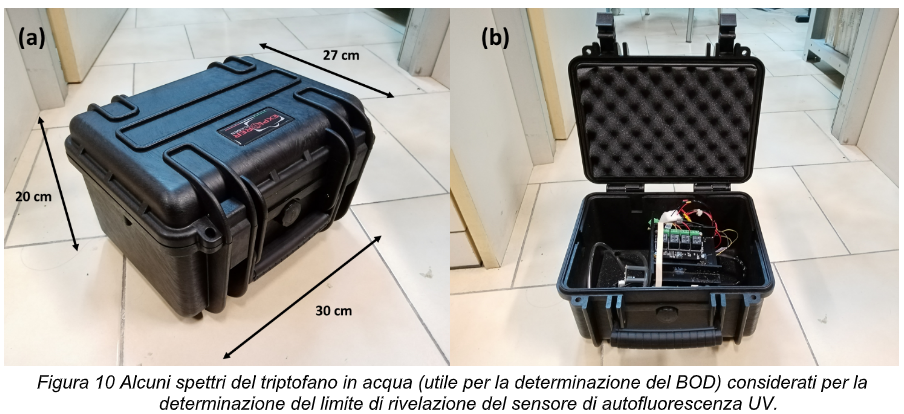 (a)
27 cm
20 cm
30 cm
EXPLORER
(b)
Figura 10 Alcuni spettri del triptofano in acqua (utile per la determinazione del BOD) considerati per la
determinazione del limite di rivelazione del sensore di autofluorescenza UV.